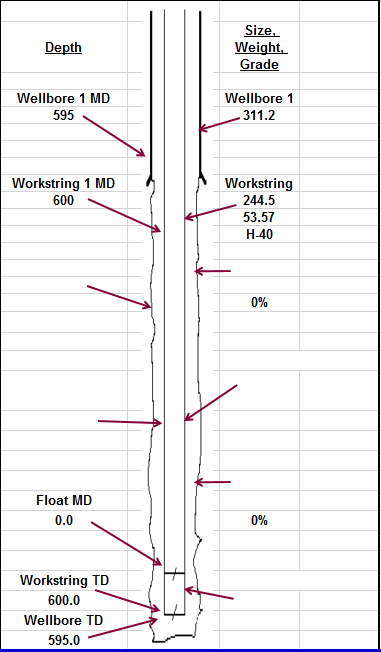 Depth
Size,
Weight,
Grade
Wellbore 1 MD
595
Wellbore 1
311.2
Workstring 1 MD
600
Workstring
244.5
53.57
H-40
0%
Float MD
0.0
0%
Workstring TD
600.0
Wellbore TD
595.0